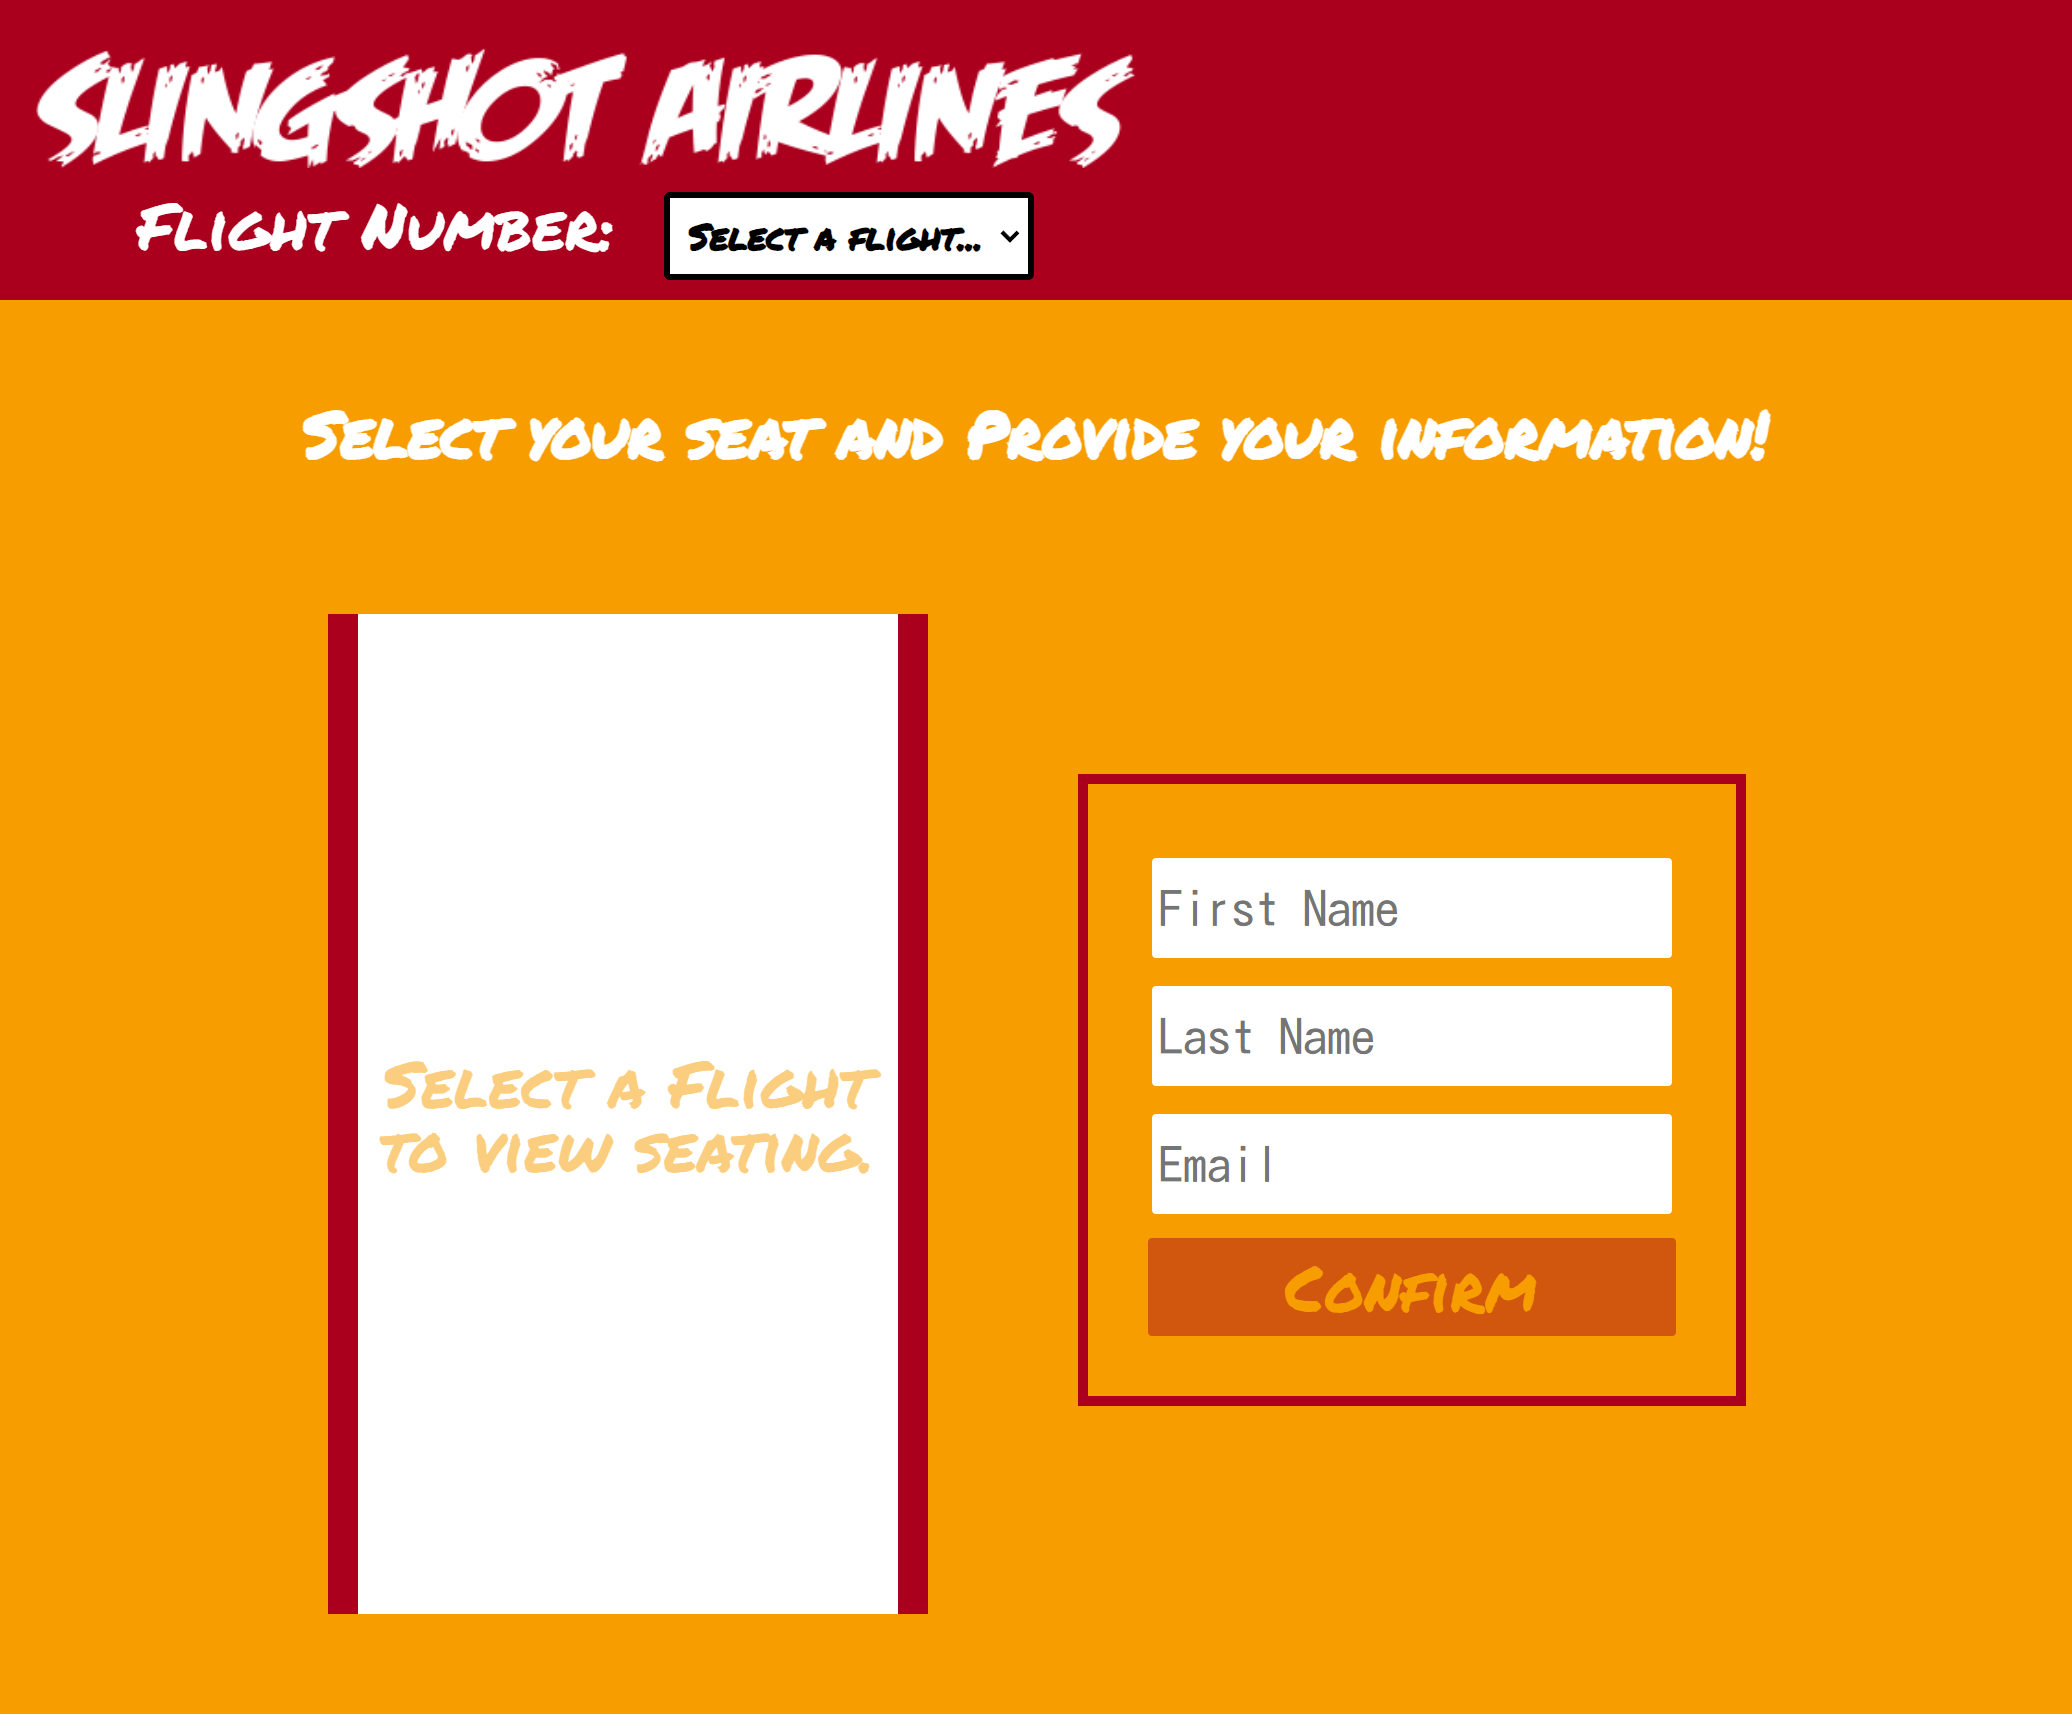 SLINGSHOT AIRLINES
Flight Number: Select a flight...
Select your seat and Provide your information!
Select a Flight
to view seating.
First Name
Last Name
Email
Confirm